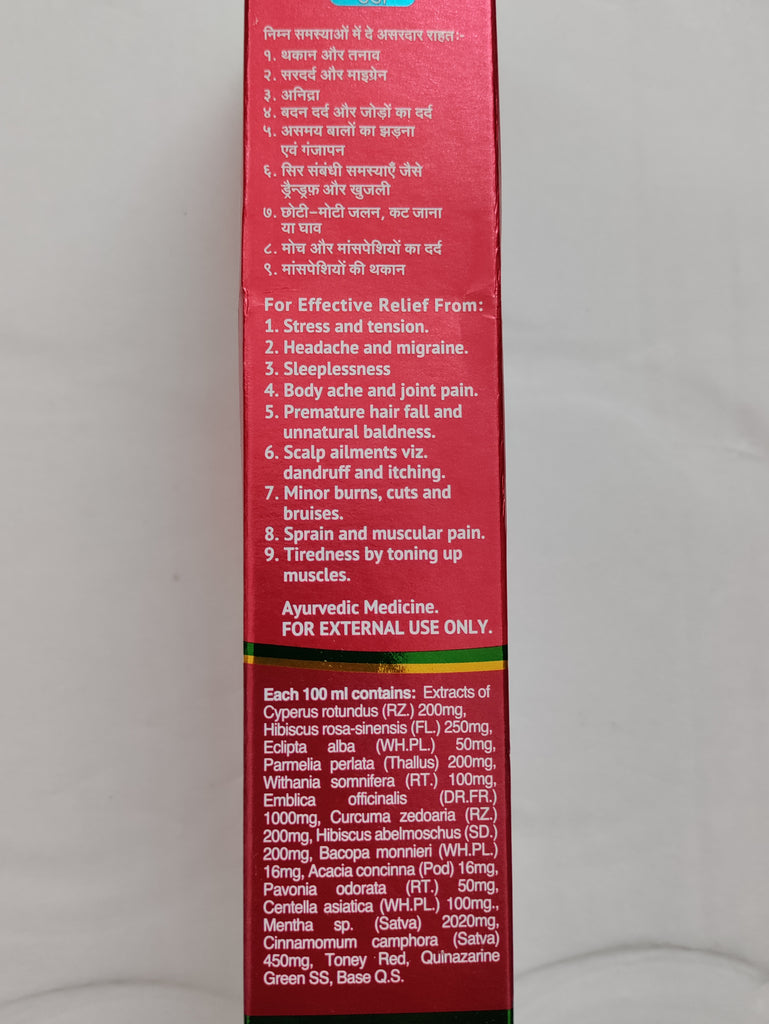 निम्न समस्याओं में दे असरदार राहतः-
१. थकान और तनाव
२. सरदर्द और माइग्रेन
३. अनिद्रा
४. बदन दर्द और जोड़ों का दर्द
५. असमय बालों का झड़ना
एवं गंजापन
६. सिर संबंधी समस्याएँ जैसे
ड्रैन्ड्रफ़ और खुजली
७. छोटी-मोटी जलन, कट जाना
या घाव
८. मोच और मांसपेशियों का दर्द
९. मांसपेशियों की थकान
For Effective Relief From:
1. Stress and tension.
2. Headache and migraine.
3. Sleeplessness
4. Body ache and joint pain.
5. Premature hair fall and
unnatural baldness.
6. Scalp ailments viz.
dandruff and itching.
7. Minor burns, cuts and
bruises.
8. Sprain and muscular pain.
9. Tiredness by toning up
muscles.
Ayurvedic Medicine.
FOR EXTERNAL USE ONLY.
Each 100 ml contains: Extracts of
Cyperus rotundus (RZ.) 200mg,
Hibiscus rosa-sinensis (FL.) 250mg,
Eclipta alba (WH.PL.) 50mg,
Parmelia perlata (Thallus) 200mg,
Withania somnifera (RT.) 100mg,
Emblica officinalis (DR.FR.)
1000mg, Curcuma zedoaria (RZ.)
200mg, Hibiscus abelmoschus (SD.)
200mg, Bacopa monnieri (WH.PL.)
16mg, Acacia concinna (Pod) 16mg,
Pavonia odorata (RT.) 50mg,
Centella asiatica (WH.PL.) 100mg.,
Mentha sp. (Satva) 2020mg,
Cinnamomum camphora (Satva)
450mg, Toney Red, Quinazarine
Green SS, Base Q.S.